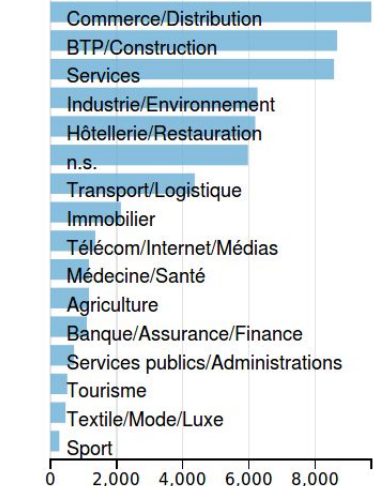 Commerce/Distribution
BTP/Construction
Services
Industrie/Environnement
Hôtellerie/Restauration
n.s.
Transport/Logistique
Immobilier
Télécom/Internet/Médias
Médecine/Santé
Agriculture
Banque/Assurance/Finance
Services publics/Administrations
Tourisme
Textile/Mode/Luxe
Sport
0 2,000 4,000 6,000 8,000